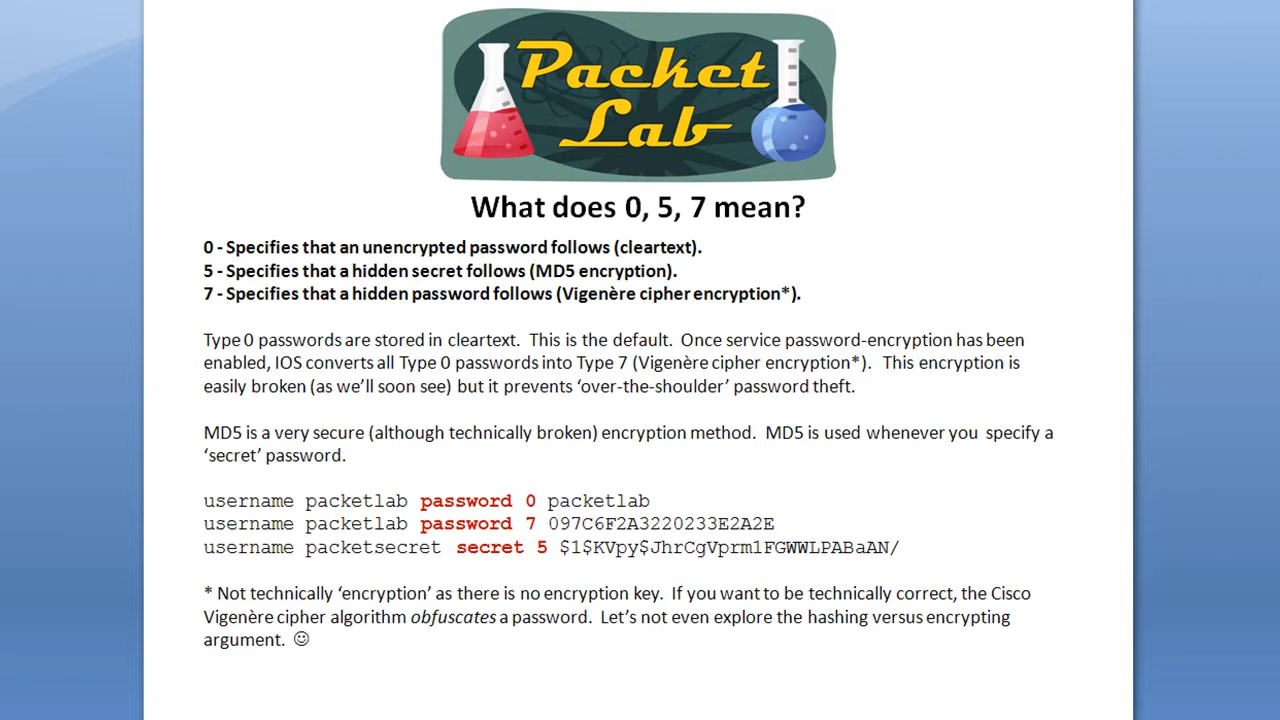 Packet
Lab
What does 0, 5, 7 mean?
0 - Specifies that an unencrypted password follows (cleartext).
5 - Specifies that a hidden secret follows (MD5 encryption).
7 - Specifies that a hidden password follows (Vigenère cipher encryption*).
Type 0 passwords are stored in cleartext. This is the default. Once service password-encryption has been
enabled, IOS converts all Type 0 passwords into Type 7 (Vigenère cipher encryption*). This encryption is
easily broken (as we'll soon see) but it prevents 'over-the-shoulder' password theft.
MD5 is a very secure (although technically broken) encryption method. MD5 is used whenever you specify a
'secret' password.
username packetlab password 0 packetlab
username packetlab password 7 097C6F2A3220233E2A2E
username packetsecret secret 5 $1$KVpy$JhrCgVprm1FGWWLPABaAN/
* Not technically 'encryption' as there is no encryption key. If you want to be technically correct, the Cisco
Vigenère cipher algorithm obfuscates a password. Let's not even explore the hashing versus encrypting
argument. ☺